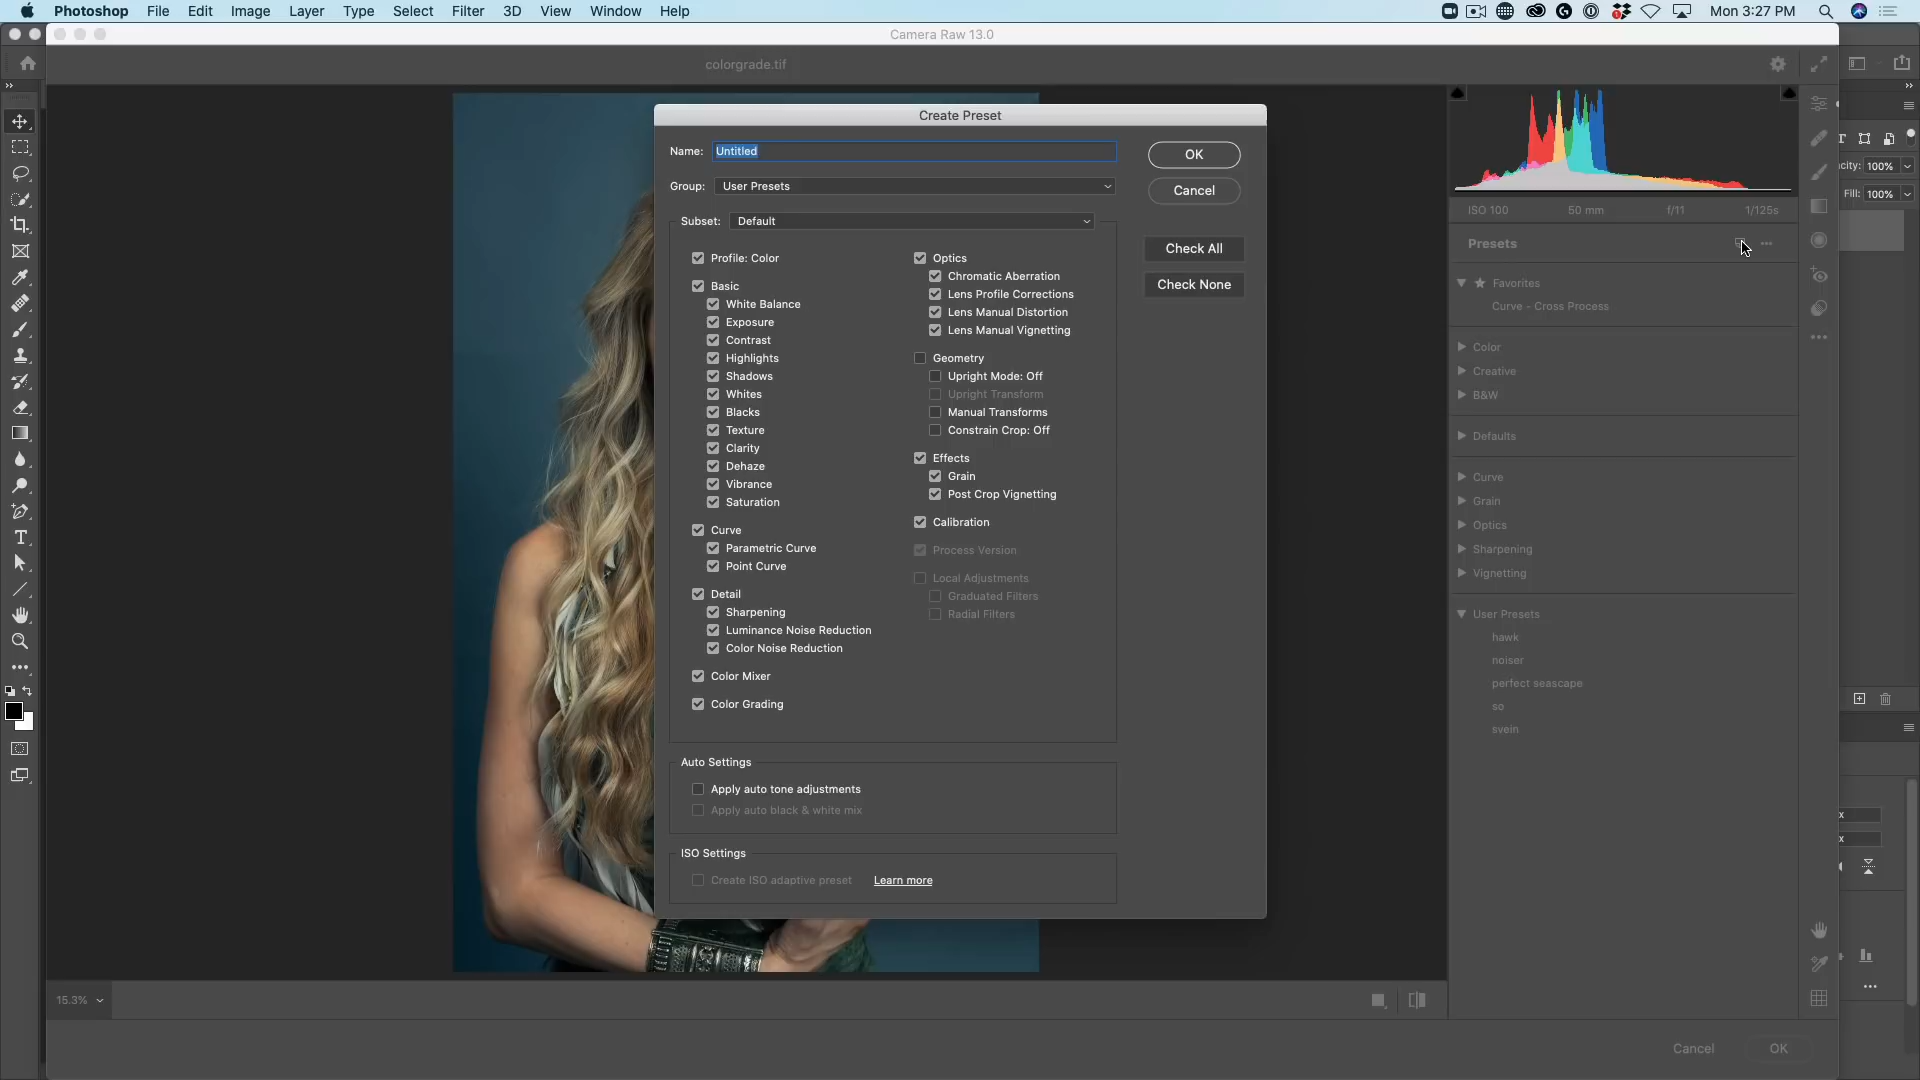 Photoshop File Edit Image Layer Type Select Filter 3D View Window Help Mon 3:27 PM
Camera Raw 13.0
colorgrade.tif
Create Preset
Name: Untitled
OK
Group: User Presets
Cancel
Subset: Default
Check All
Check None
Profile: Color
Basic
White Balance
Exposure
Contrast
Highlights
Shadows
Whites
Blacks
Texture
Clarity
Dehaze
Vibrance
Saturation
Curve
Parametric Curve
Point Curve
Detail
Sharpening
Luminance Noise Reduction
Color Noise Reduction
Color Mixer
Color Grading
Optics
Chromatic Aberration
Lens Profile Corrections
Lens Manual Distortion
Lens Manual Vignetting
Geometry
Upright Mode: Off
Upright Transform
Manual Transforms
Constrain Crop: Off
Effects
Grain
Post Crop Vignetting
Calibration
Process Version
Local Adjustments
Graduated Filters
Radial Filters
Auto Settings
Apply auto tone adjustments
Apply auto black & white mix
ISO Settings
Create ISO adaptive preset Learn more
ISO 100 50 mm f/11 1/125s
Presets
Favorites
Curve - Cross Process
Color
Creative
B&W
Defaults
Curve
Grain
Optics
Sharpening
Vignetting
User Presets
hawk
noiser
perfect seascape
so
svein
100%
Fill: 100%
15.3%
Cancel OK